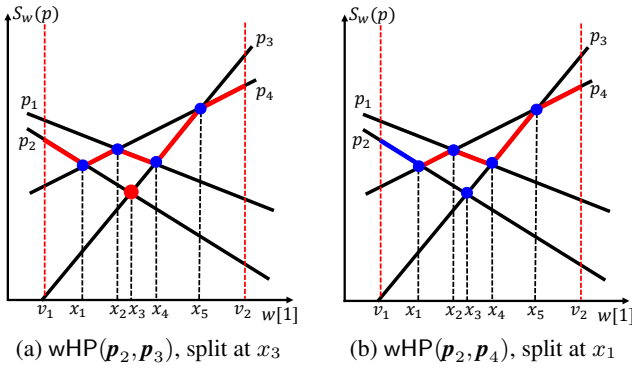 S_w(p)
p_3
p_4
p_1
p_2
v_1 x_1 x_2 x_3 x_4 x_5 v_2 w[1]
(a) wHP(p_2, p_3), split at x_3
S_w(p)
p_3
p_4
p_1
p_2
v_1 x_1 x_2 x_3 x_4 x_5 v_2 w[1]
(b) wHP(p_2, p_4), split at x_1